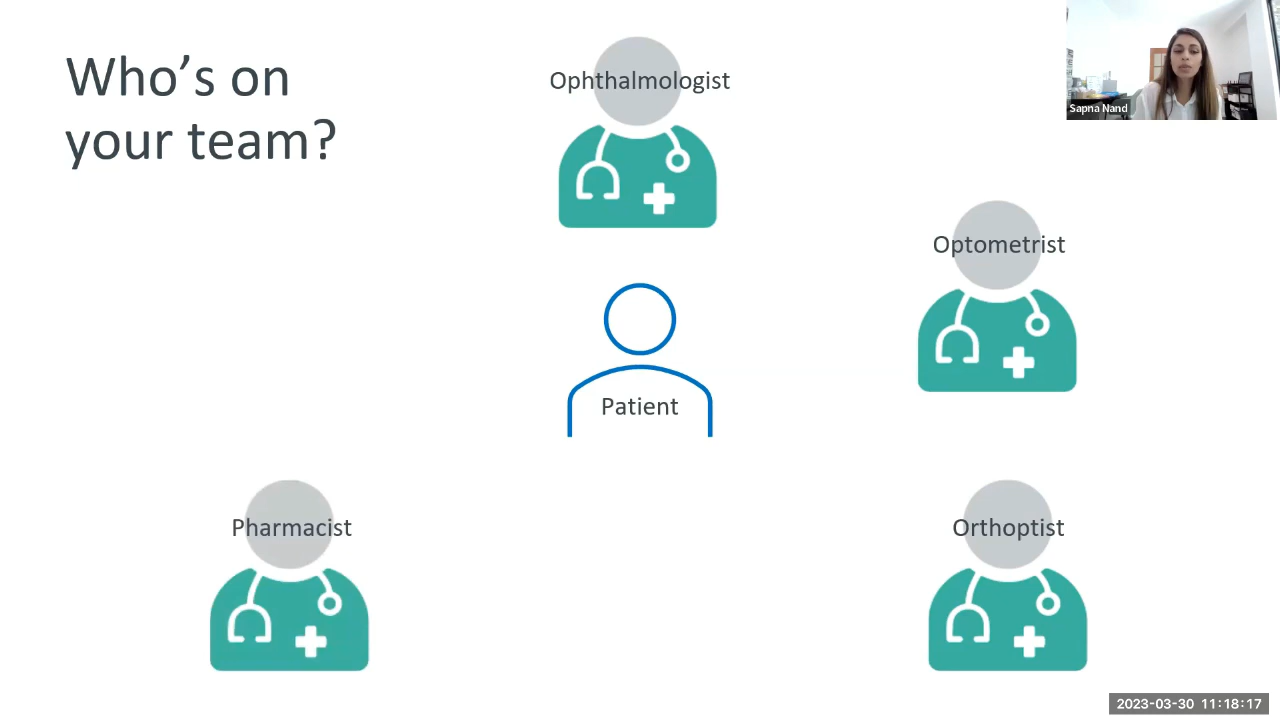 Who’s on
your team?
Ophthalmologist
Sapna Nand
Optometrist
Patient
Pharmacist
Orthoptist
2023-03-30 11:18:17